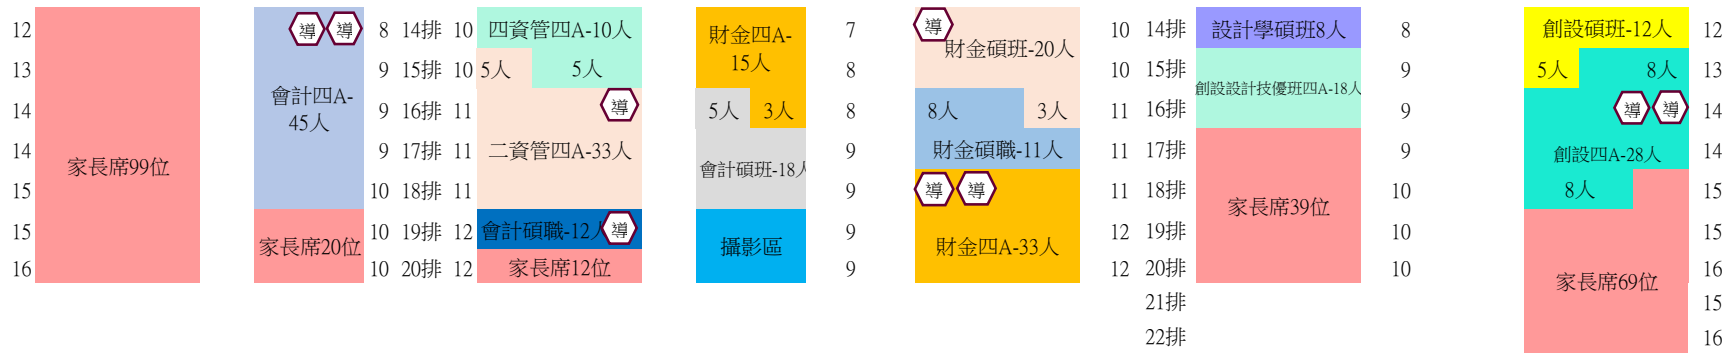 12 導 導 8 14排 10 四資管四A-10人 財金四A- 7 導 10 14排 設計學碩班8人 8 創設碩班-12人 12
15人 財金碩班-20人
13 9 15排 10 5人 5人 8 10 15排 9 5人 8人 13
會計四A- 創設設計技優班四A-18人
14 9 16排 11 導 5人 3人 8 8人 3人 11 16排 9 導 導 14
45人
14 9 17排 11 二資管四A-33人 9 財金碩職-11人 11 17排 9 創設四A-28人 14
家長席99位 會計碩班-18人
15 10 18排 11 9 導 導 11 18排 10 8人 15
家長席39位
15 10 19排 12 會計碩職-12人 導 9 12 19排 10 15
家長席20位 攝影區 財金四A-33人
16 10 20排 12 家長席12位 9 12 20排 10 16
家長席69位
21排 15
22排 16